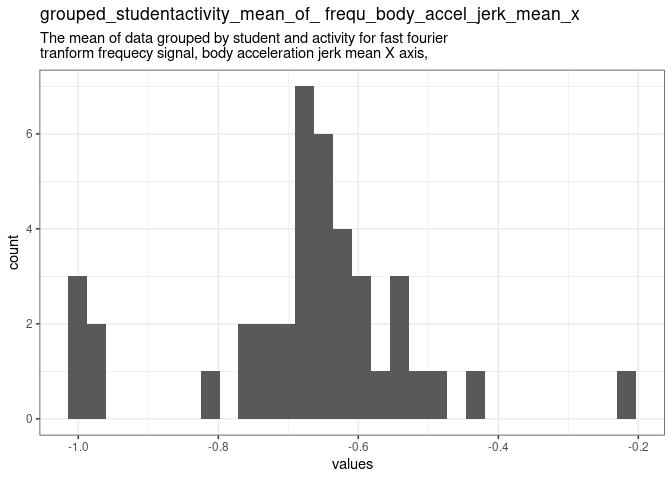 grouped_studentactivity_mean_of_ frequ_body_accel_jerk_mean_x
The mean of data grouped by student and activity for fast fourier
tranform frequecy signal, body acceleration jerk mean X axis,
6
4
2
0
count
-1.0
-0.8
-0.6
-0.4
-0.2
values